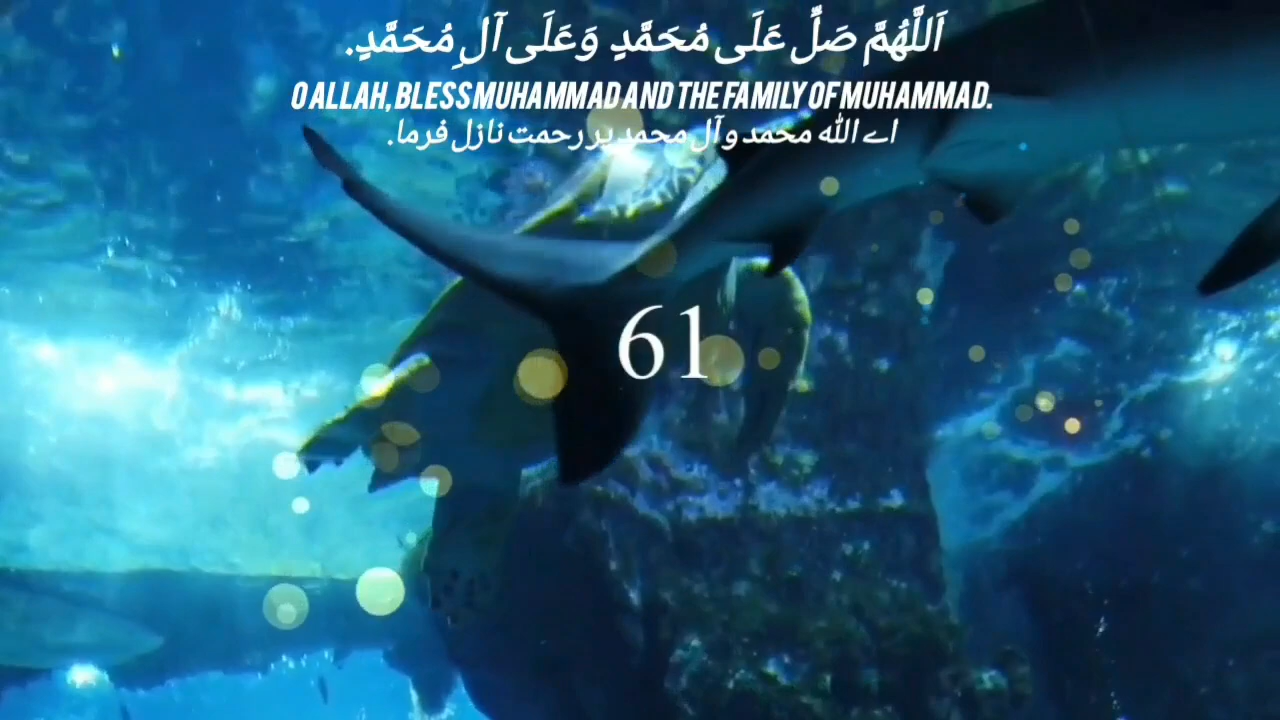 اَللَّهُمَّ صَلِّ عَلَى مُحَمَّدٍ وَعَلَى آلِ مُحَمَّدٍ.
O ALLAH, BLESS MUHAMMAD AND THE FAMILY OF MUHAMMAD.
اے الله محمد و آل محمد پر رحمت نازل فرما.
61